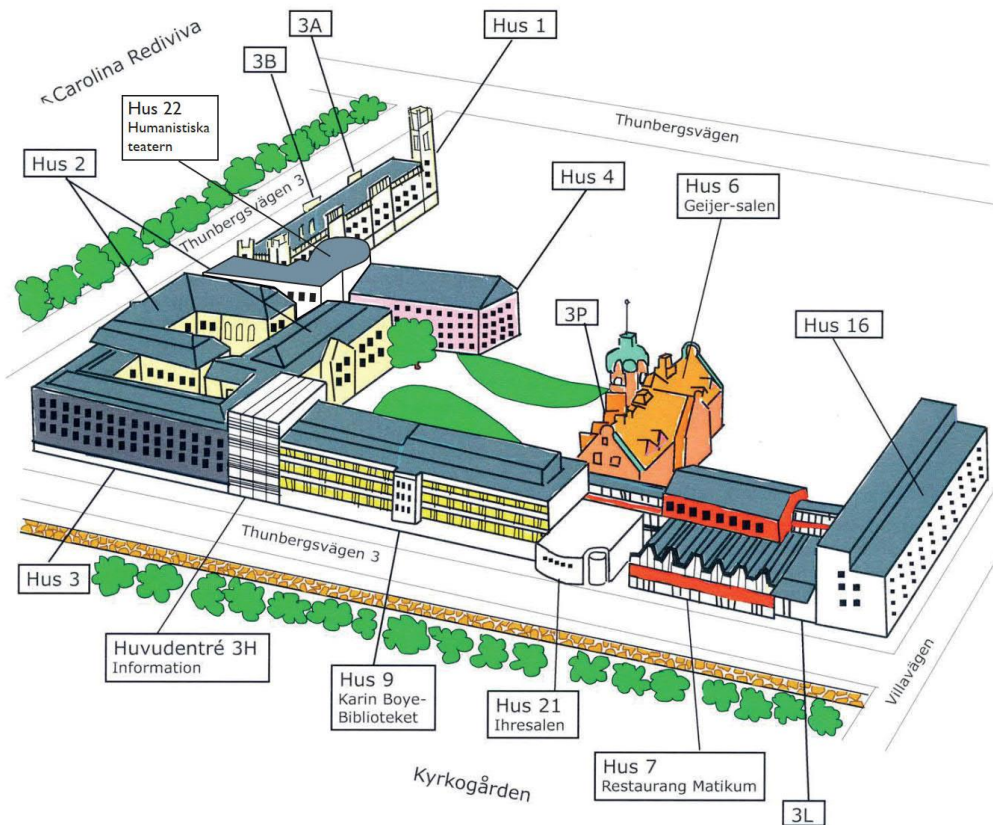 3A
Hus 1
↖Carolina Rediviva
3B
Hus 22
Humanistiska
teatern
Thunbergsvägen
Hus 2
Hus 4
Hus 6
Geijer-salen
Thunbergsvägen 3
3P
Hus 16
Thunbergsvägen 3
Hus 3
Huvudentré 3H
Information
Hus 9
Karin Boye-
Biblioteket
Hus 21
Ihresalen
Villavägen
Hus 7
Restaurang Matikum
Kyrkogården
3L